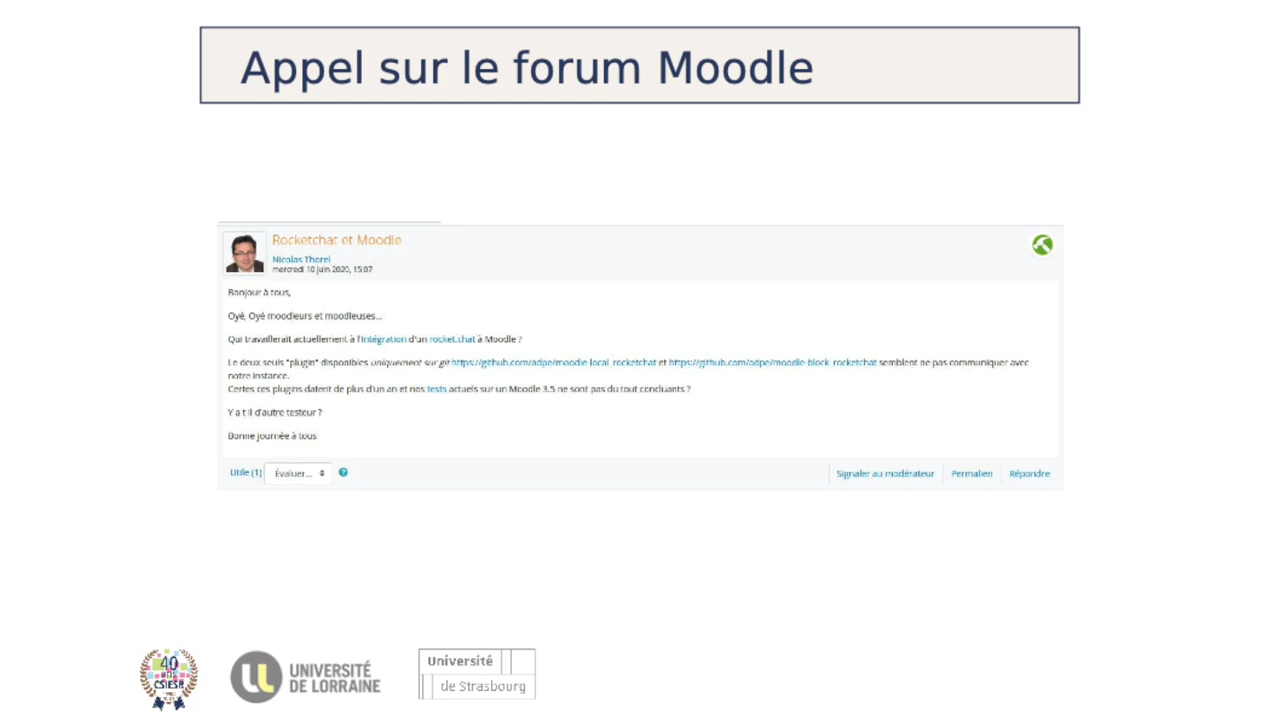 Appel sur le forum Moodle
Rocketchat et Moodle
Nicolas Thorel
mercredi 10 juin 2020, 15:07
Bonjour à tous,
Oyé, Oyé moodleurs et moodleuses...
Qui travaillerait actuellement à l'intégration d'un rocket.chat à Moodle ?
Le deux seuls "plugin" disponibles uniquement sur git https://github.com/adpe/moodle-local_rocketchat et https://github.com/adpe/moodle-block_rocketchat semblent ne pas communiquer avec
notre instance.
Certes ces plugins datent de plus d'un an et nos tests actuels sur un Moodle 3.5 ne sont pas du tout concluants ?
Y a t il d'autre testeur ?
Bonne journée à tous
Utile (1) Évaluer...
Signaler au modérateur Permalien Répondre
40 ans
CSIESR
UNIVERSITÉ
DE LORRAINE
Université
de Strasbourg